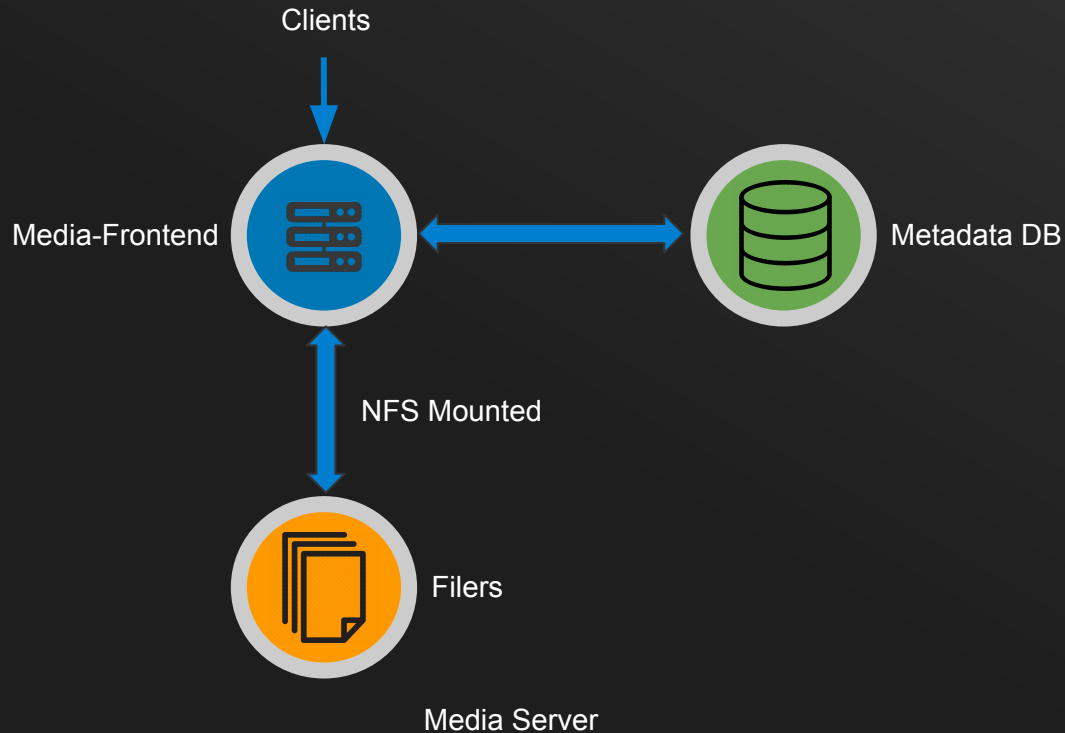 Clients
Media-Frontend
Metadata DB
NFS Mounted
Filers
Media Server